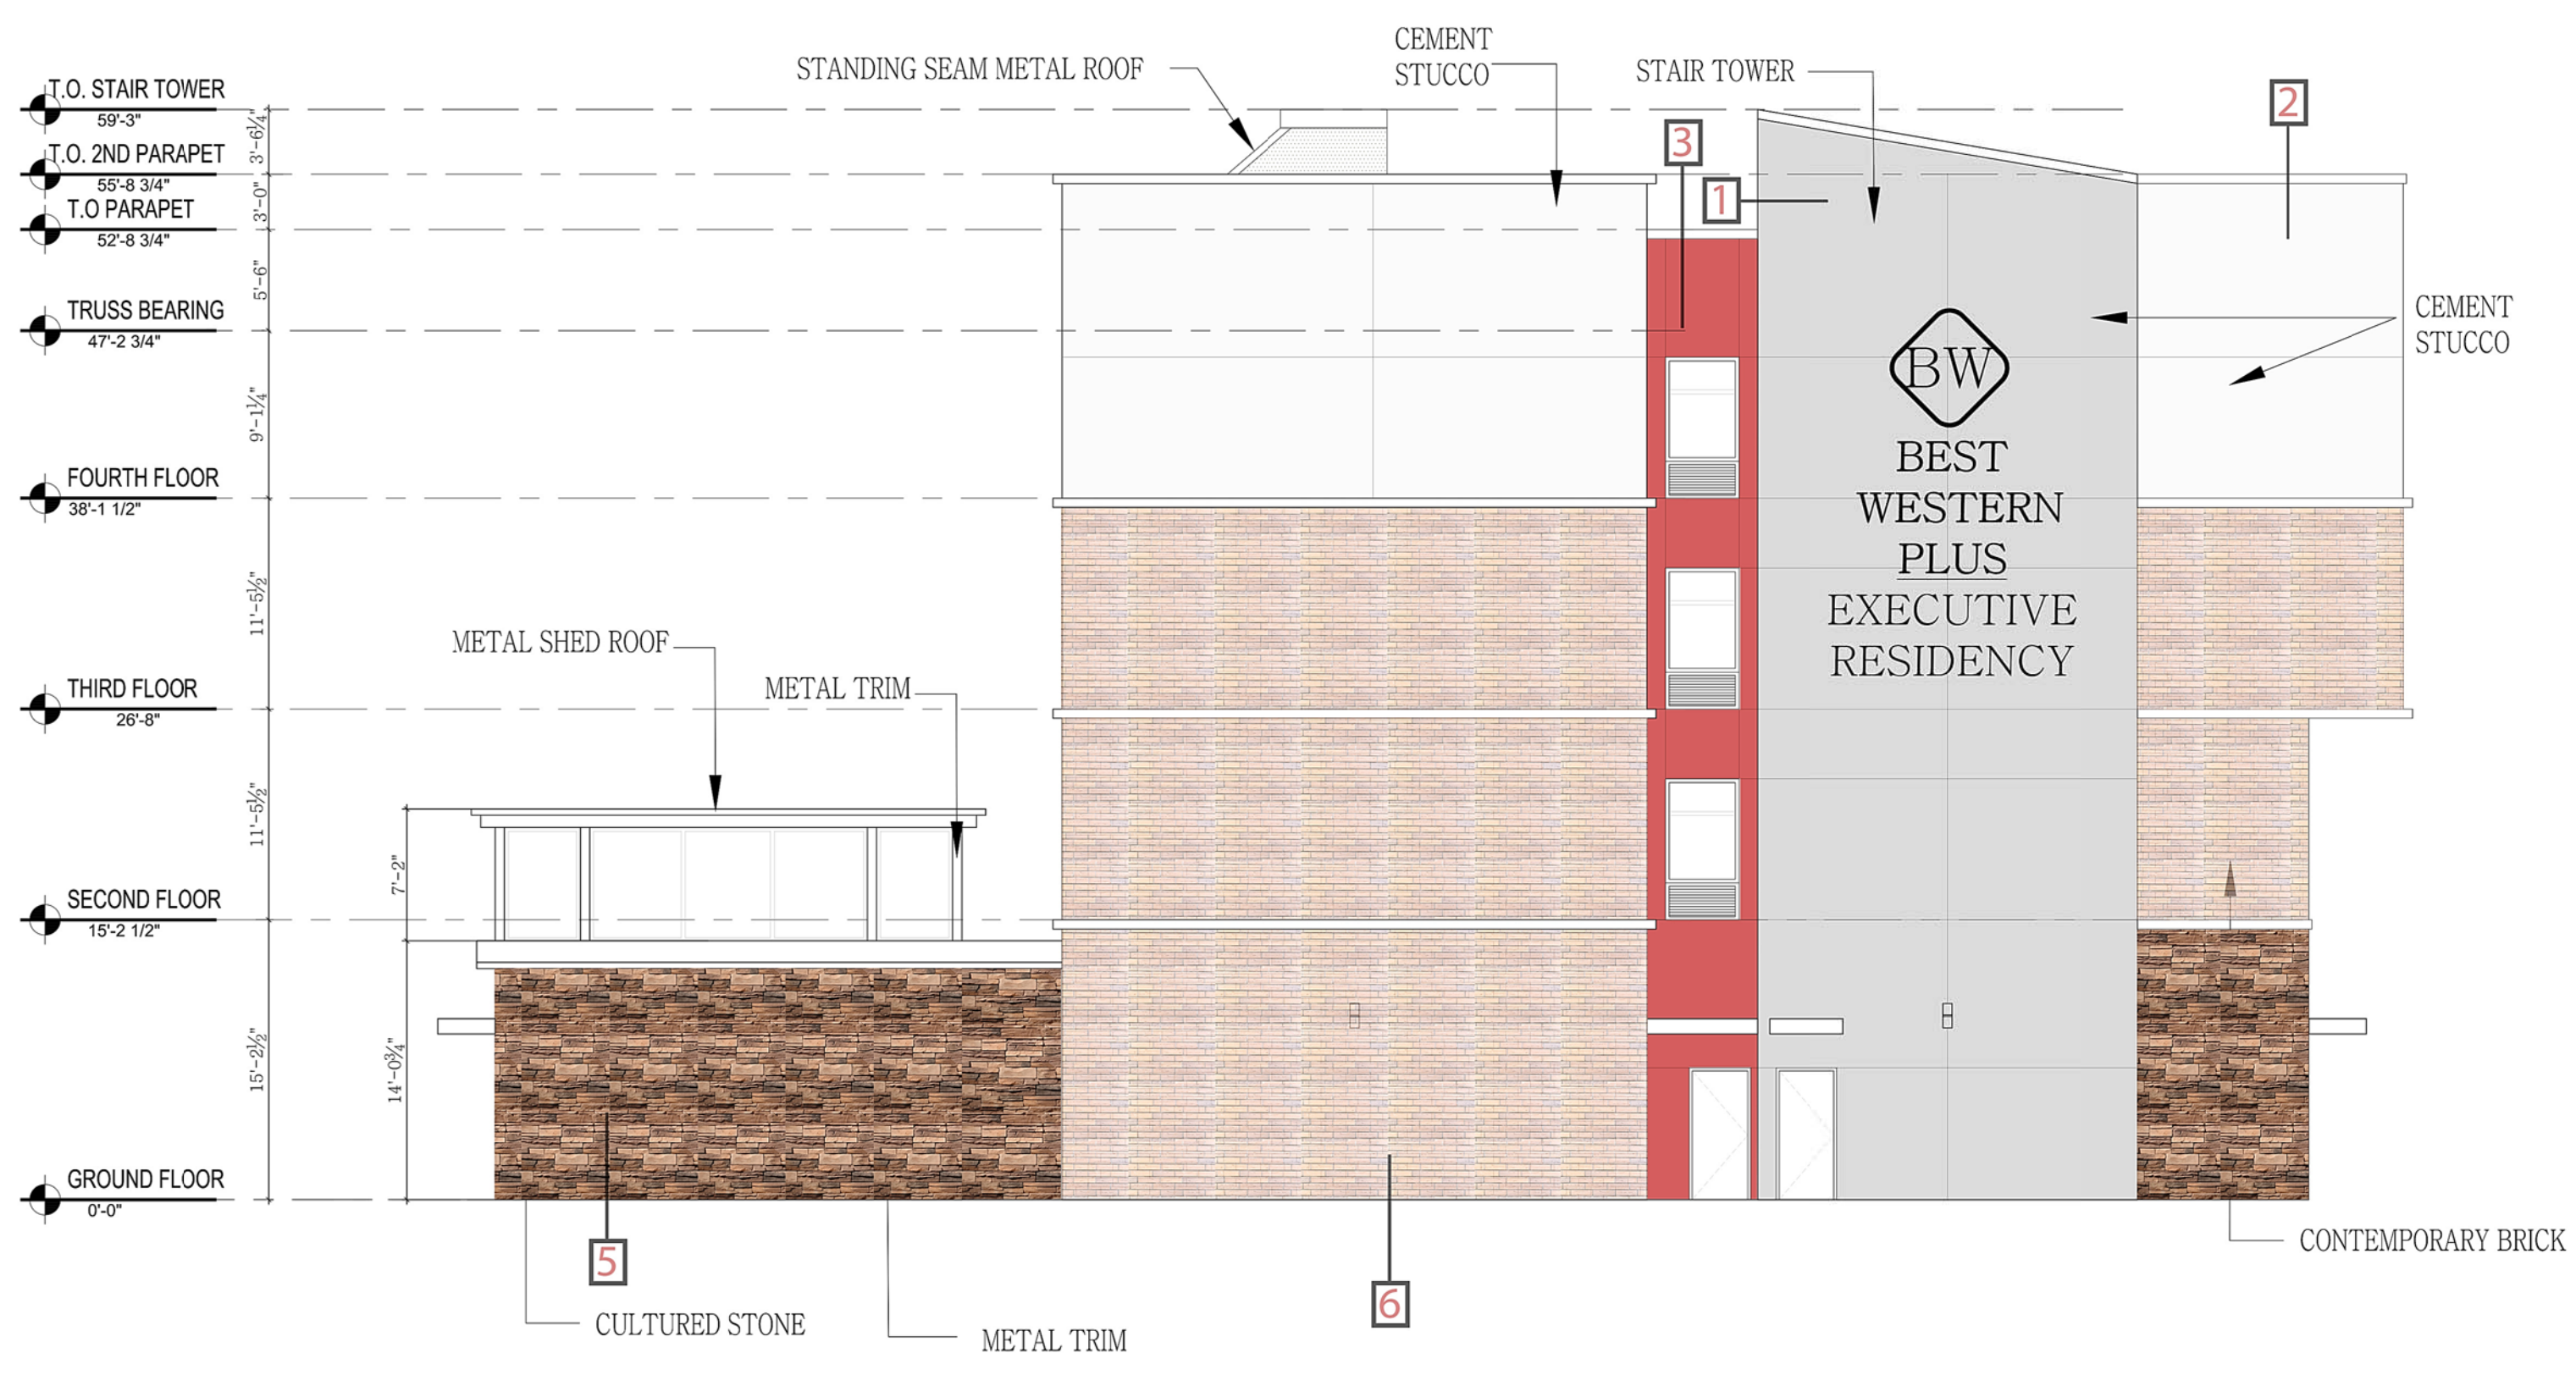 CEMENT
STUCCO
STANDING SEAM METAL ROOF
STAIR TOWER
T.O. STAIR TOWER
59'-3"
3'-6¼"
T.O. 2ND PARAPET
55'-8 3/4"
3'-0"
T.O PARAPET
52'-8 3/4"
5'-6"
TRUSS BEARING
47'-2 3/4"
9'-1¼"
FOURTH FLOOR
38'-1 1/2"
11'-5½"
THIRD FLOOR
26'-8"
11'-5½"
SECOND FLOOR
15'-2 1/2"
15'-2½"
GROUND FLOOR
0'-0"
7'-2"
14'-0¾"
METAL SHED ROOF
METAL TRIM
2
3
1
CEMENT
STUCCO
BW
BEST
WESTERN
PLUS
EXECUTIVE
RESIDENCY
5
6
CULTURED STONE
METAL TRIM
CONTEMPORARY BRICK